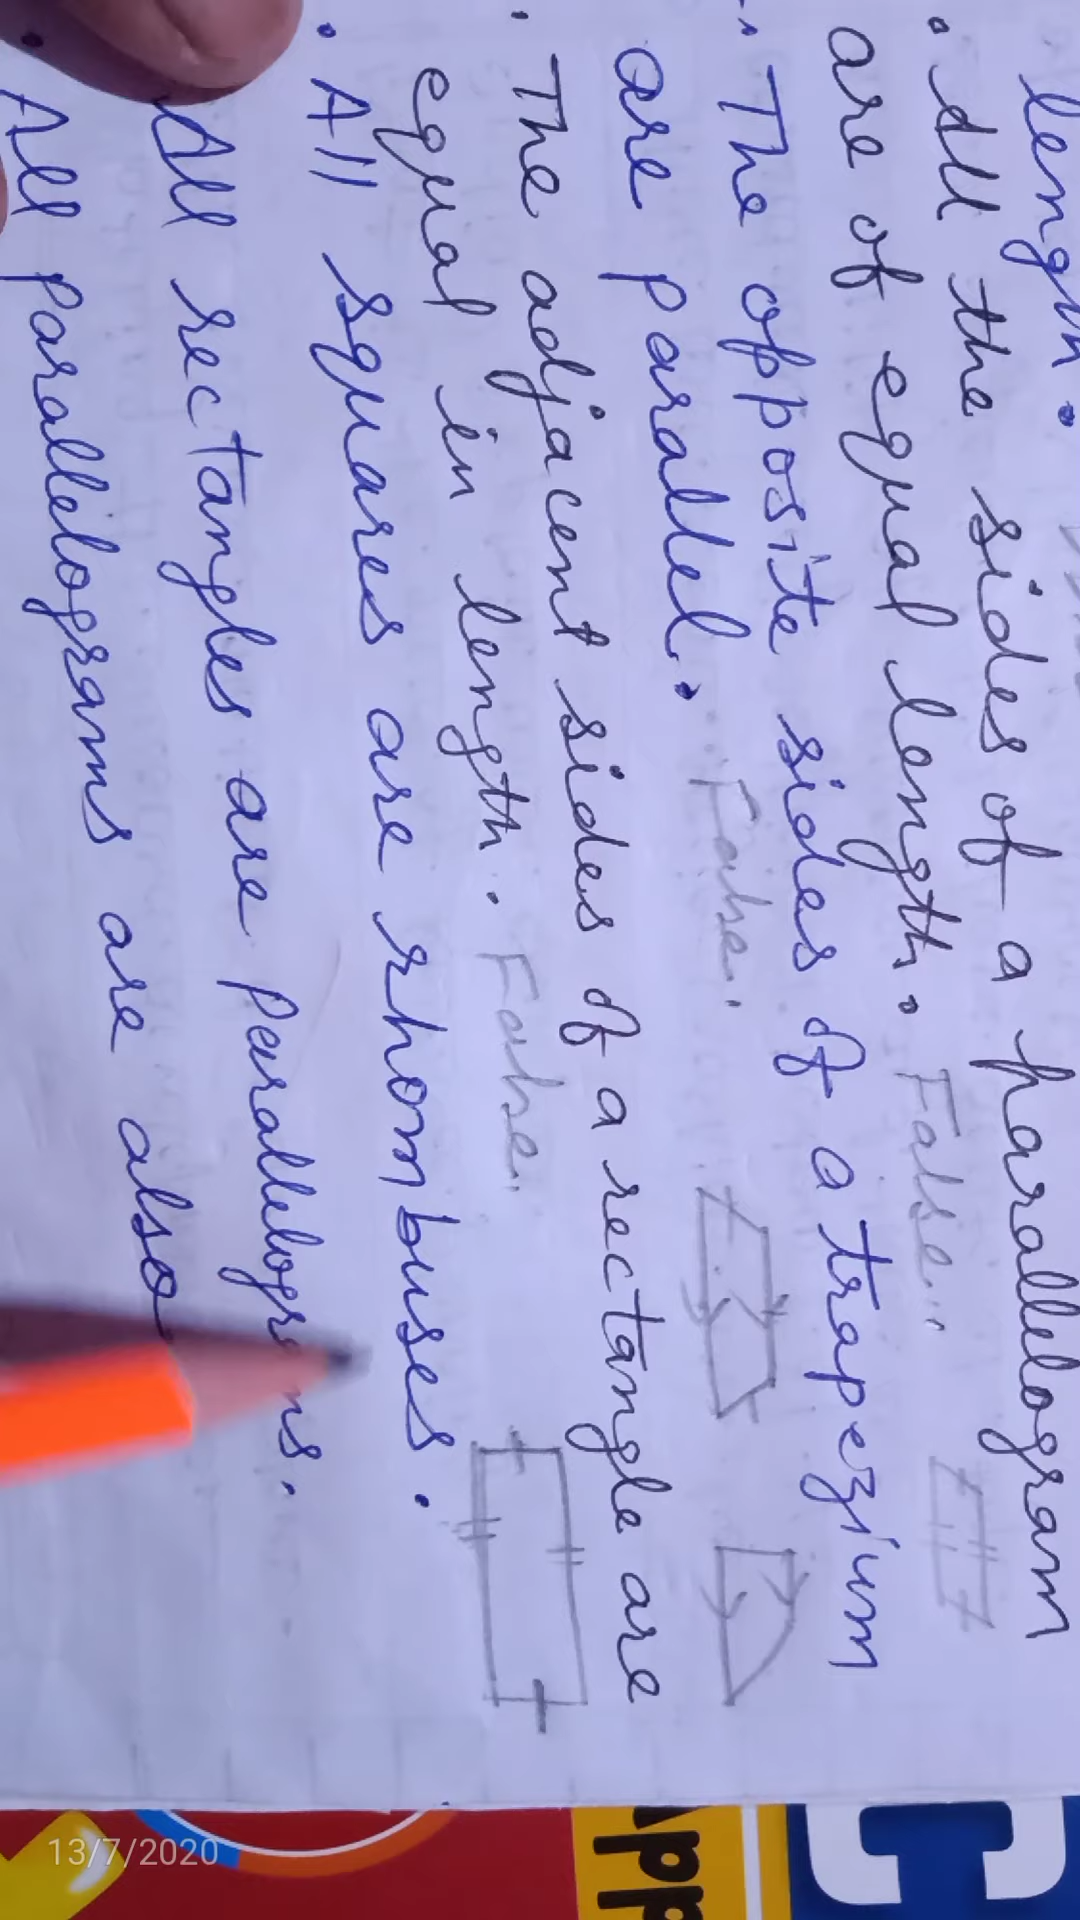 length.
. All the sides of a parallelogram
are of equal length. False..
. The opposite sides of a trapezium
are parallel. False..
. The adjacent sides of a rectangle are
equal in length. False..
. All squares are rhombuses.
All rectangles are parallelograms.
. All parallelograms are also
13/7/2020